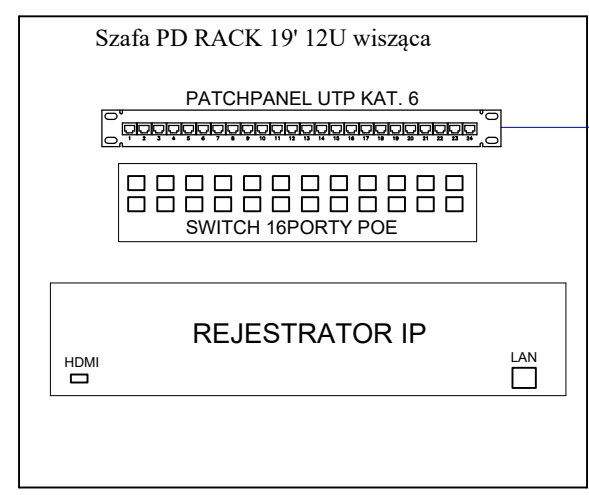 Szafa PD RACK 19' 12U wisząca
PATCHPANEL UTP KAT. 6
1 2 3 4 5 6 7 8 9 10 11 12 13 14 15 16 17 18 19 20 21 22 23 24
SWITCH 16PORTY POE
REJESTRATOR IP
HDMI
LAN